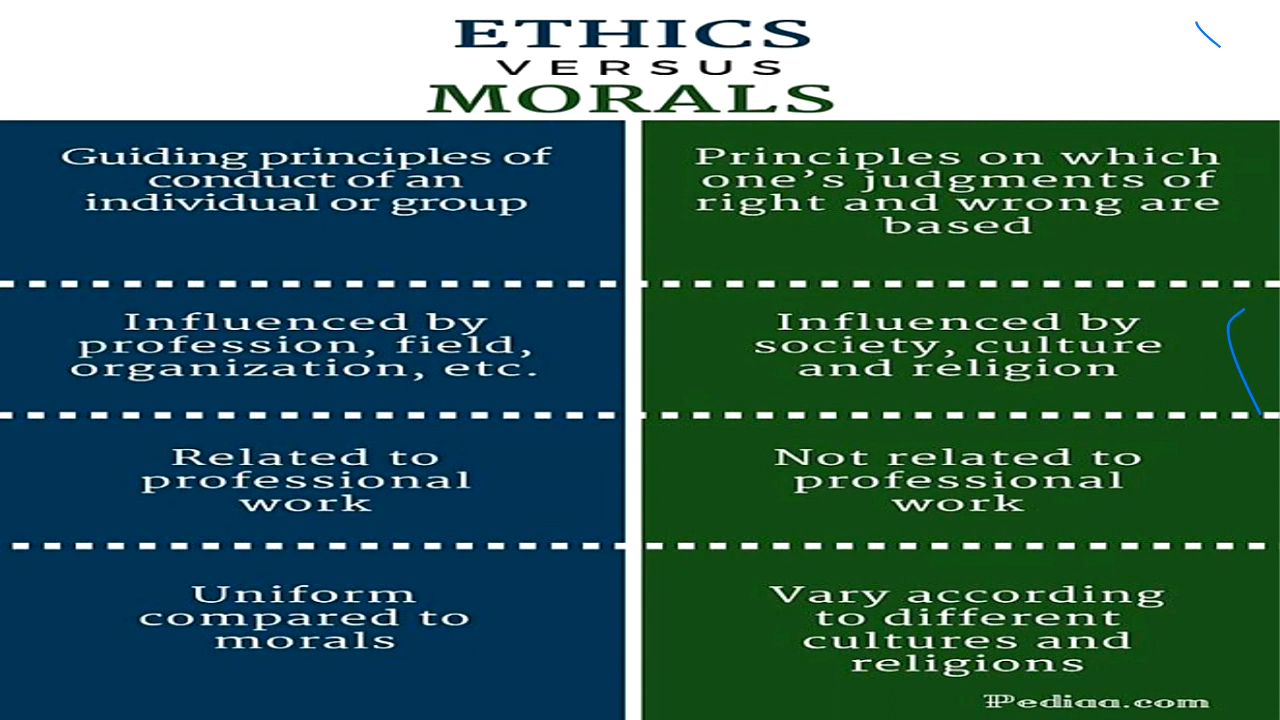 ETHICS
VERSUS
MORALS
Guiding principles of
conduct of an
individual or group
Principles on which
one's judgments of
right and wrong are
based
Influenced by
profession, field,
organization, etc.
Influenced by
society, culture
and religion
Related to
professional
work
Not related to
professional
work
Uniform
compared to
morals
Vary according
to different
cultures and
religions
Pediaa.com